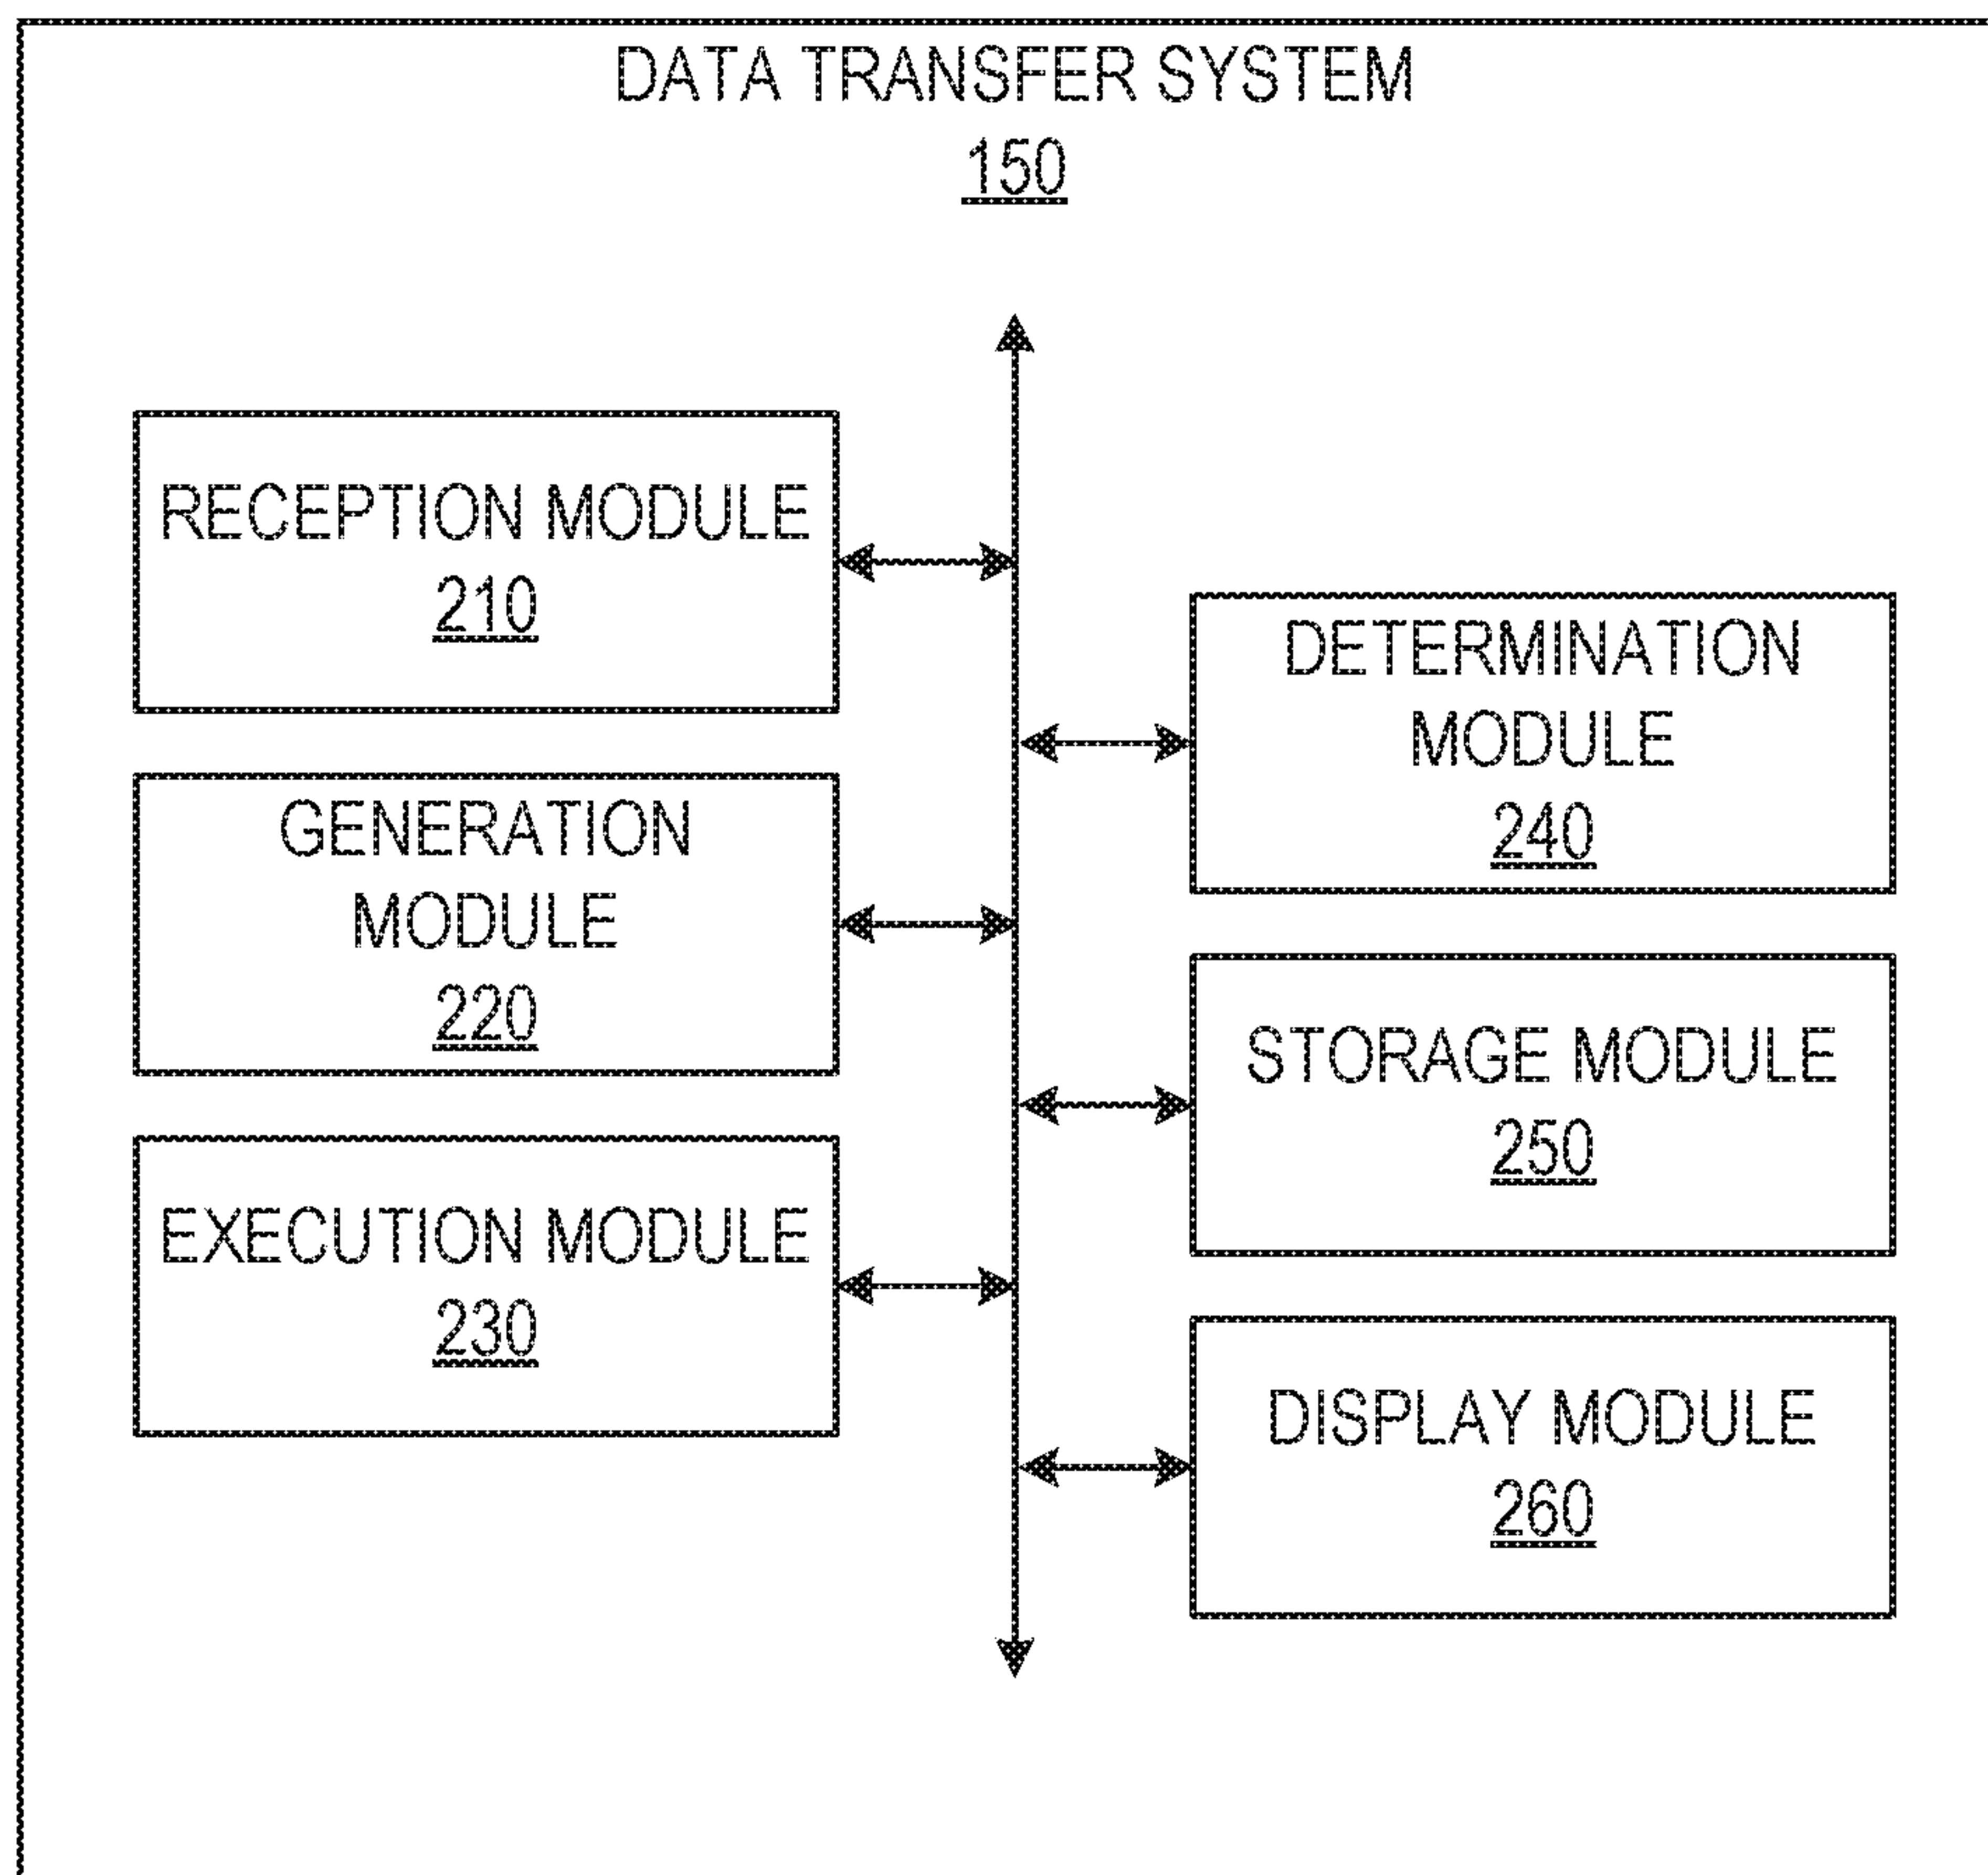 DATA TRANSFER SYSTEM
150
RECEPTION MODULE
210
GENERATION
MODULE
220
EXECUTION MODULE
230
DETERMINATION
MODULE
240
STORAGE MODULE
250
DISPLAY MODULE
260